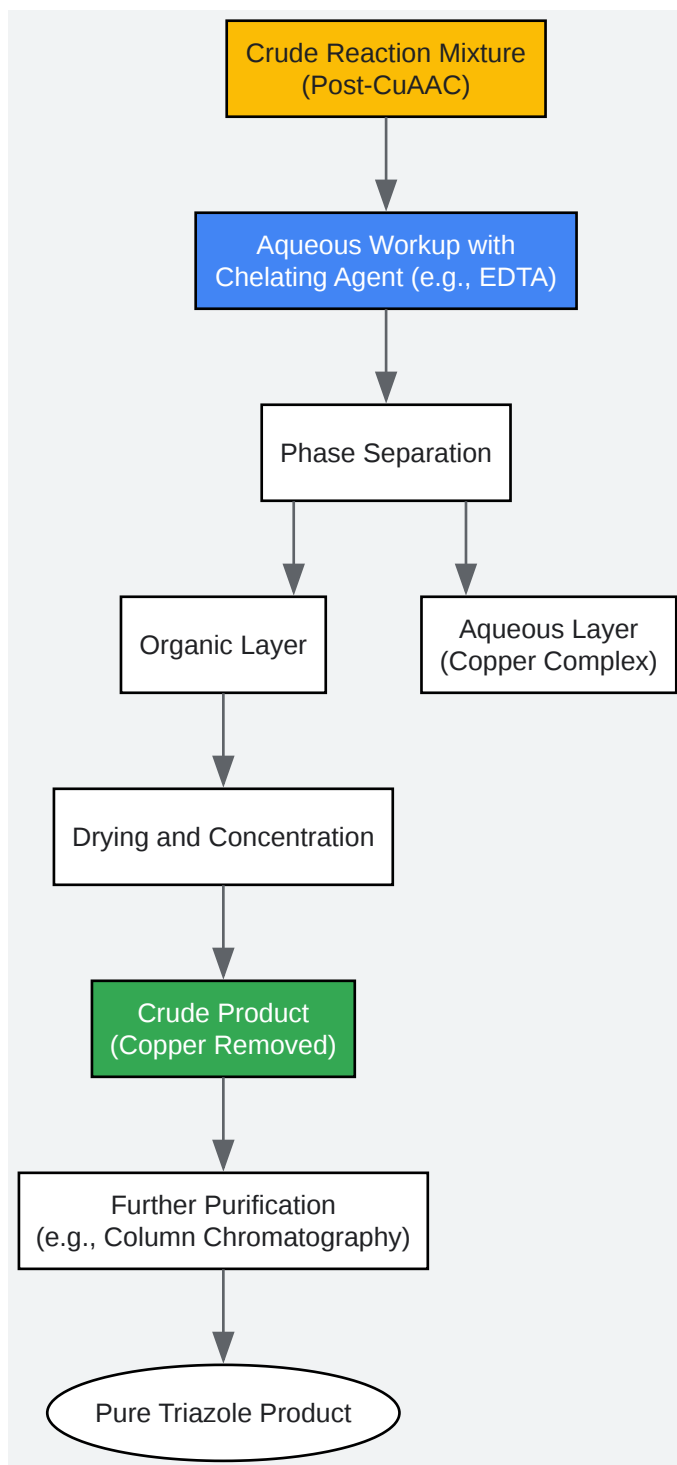 Crude Reaction Mixture
(Post-CuAAC)
Aqueous Workup with
Chelating Agent (e.g., EDTA)
Phase Separation
Organic Layer
Aqueous Layer
(Copper Complex)
Drying and Concentration
Crude Product
(Copper Removed)
Further Purification
(e.g., Column Chromatography)
Pure Triazole Product